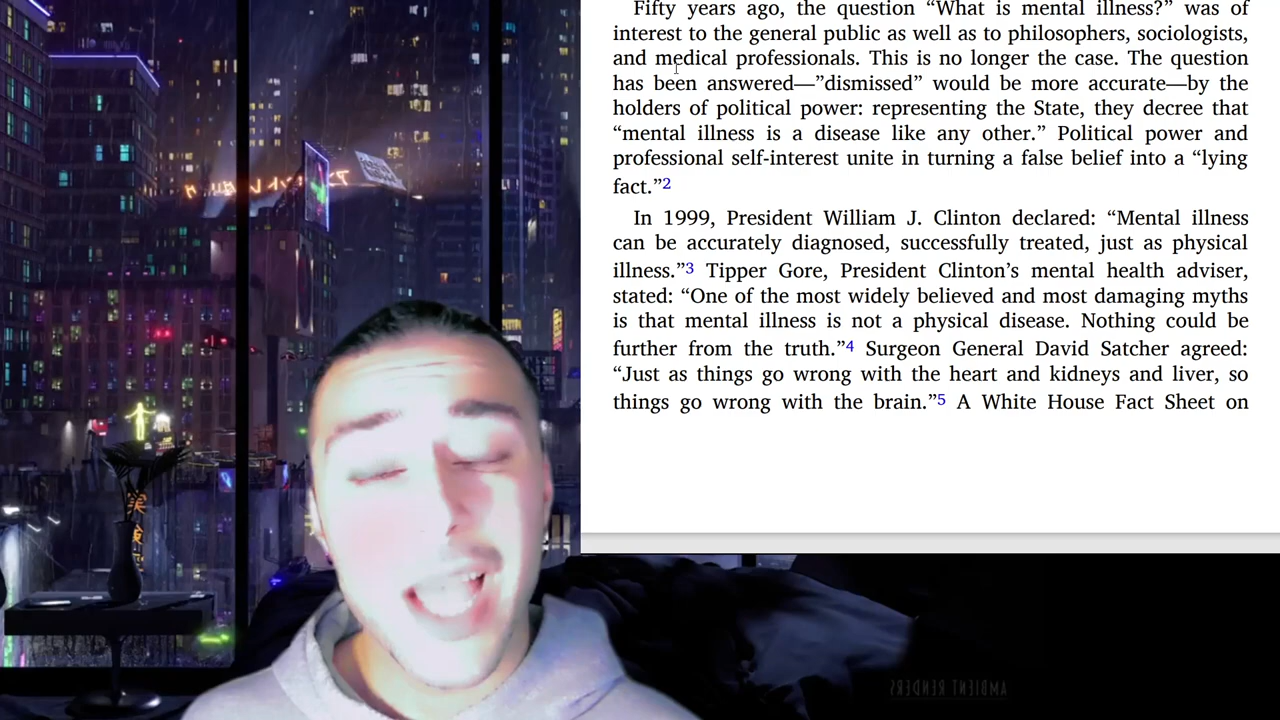 Fifty years ago, the question “What is mental illness?” was of
interest to the general public as well as to philosophers, sociologists,
and medical professionals. This is no longer the case. The question
has been answered—”dismissed” would be more accurate—by the
holders of political power: representing the State, they decree that
“mental illness is a disease like any other.” Political power and
professional self-interest unite in turning a false belief into a “lying
fact.”2
In 1999, President William J. Clinton declared: “Mental illness
can be accurately diagnosed, successfully treated, just as physical
illness.”3 Tipper Gore, President Clinton’s mental health adviser,
stated: “One of the most widely believed and most damaging myths
is that mental illness is not a physical disease. Nothing could be
further from the truth.”4 Surgeon General David Satcher agreed:
“Just as things go wrong with the heart and kidneys and liver, so
things go wrong with the brain.”5 A White House Fact Sheet on
AMBIENT RENDERS